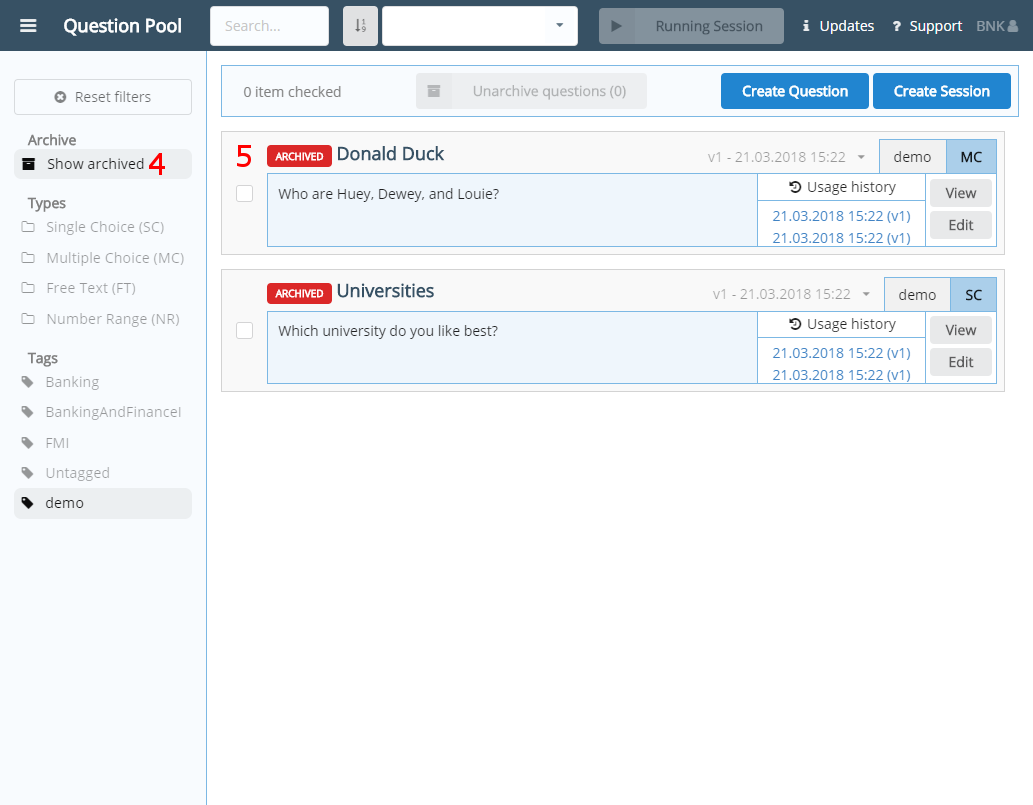 Question Pool Search... Running Session Updates Support BNK
Reset filters
Archive
Show archived 4
Types
Single Choice (SC)
Multiple Choice (MC)
Free Text (FT)
Number Range (NR)
Tags
Banking
BankingAndFinanceI
FMI
Untagged
demo
0 item checked Unarchive questions (0) Create Question Create Session
5 ARCHIVED Donald Duck v1 - 21.03.2018 15:22 demo MC
Who are Huey, Dewey, and Louie?
Usage history
21.03.2018 15:22 (v1)
21.03.2018 15:22 (v1)
View
Edit
ARCHIVED Universities v1 - 21.03.2018 15:22 demo SC
Which university do you like best?
Usage history
21.03.2018 15:22 (v1)
21.03.2018 15:22 (v1)
View
Edit